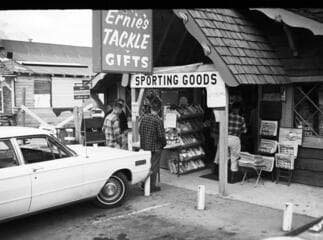 Ernie's
TACKLE
&
GIFTS
SPORTING GOODS